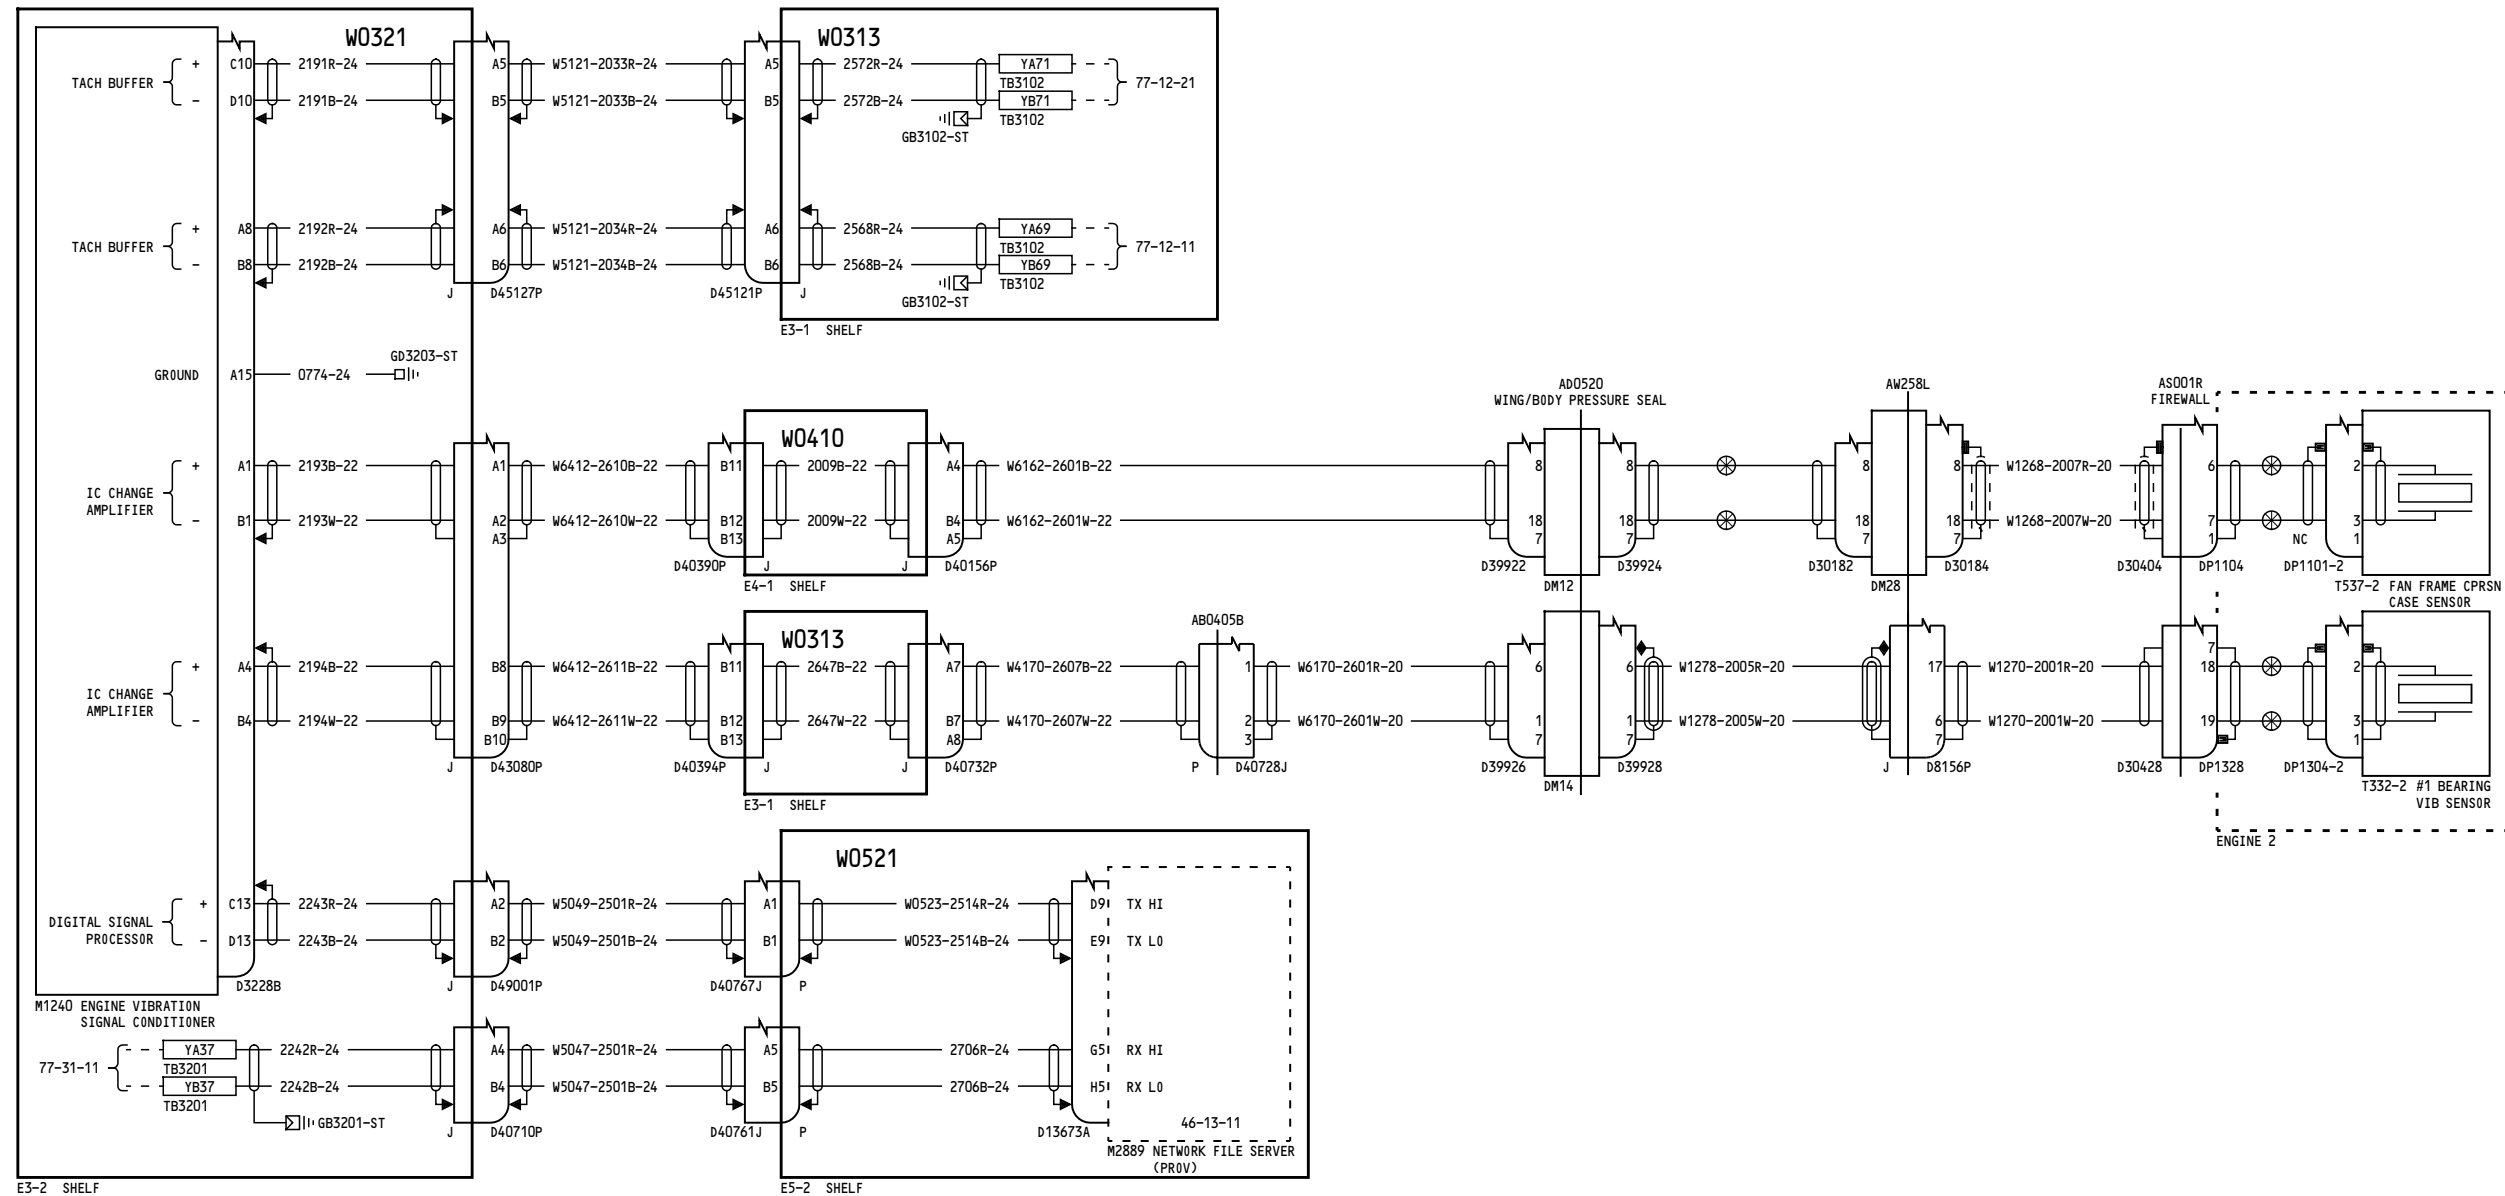 W0321
W0313
TACH BUFFER
+
-
C10 2191R-24 A5 W5121-2033R-24 A5 2572R-24 YA71
TB3102
77-12-21
D10 2191B-24 B5 W5121-2033B-24 B5 2572B-24 YB71
TB3102
GB3102-ST
TACH BUFFER
+
-
A8 2192R-24 A6 W5121-2034R-24 A6 2568R-24 YA69
TB3102
77-12-11
B8 2192B-24 B6 W5121-2034B-24 B6 2568B-24 YB69
TB3102
GB3102-ST
J D45127P D45121P J
E3-1 SHELF
GD3203-ST
GROUND A15 0774-24
AD0520
WING/BODY PRESSURE SEAL
AW258L
AS001R
FIREWALL
W0410
IC CHANGE
AMPLIFIER
+
-
A1 2193B-22 A1 W6412-2610B-22 B11 2009B-22 A4 W6162-2601B-22 8 8 8 8 W1268-2007R-20 6 2
B1 2193W-22 A2 W6412-2610W-22 B12 2009W-22 B4 W6162-2601W-22 18 18 18 18 W1268-2007W-20 7 3
A3 B13 A5 7 7 7 7 1 NC 1
D40390P J J D40156P D39922 D39924 D30182 D30184 D30404 DP1104 DP1101-2
E4-1 SHELF
DM12
DM28
T537-2 FAN FRAME CPRSN
CASE SENSOR
W0313
AB0405B
IC CHANGE
AMPLIFIER
+
-
7
A4 2194B-22 B8 W6412-2611B-22 B11 2647B-22 A7 W4170-2607B-22 1 W6170-2601R-20 6 6 W1278-2005R-20 17 W1270-2001R-20 18 2
B4 2194W-22 B9 W6412-2611W-22 B12 2647W-22 B7 W4170-2607W-22 2 W6170-2601W-20 1 1 W1278-2005W-20 6 W1270-2001W-20 19 3
B10 B13 A8 3 7 7 7 1
J D43080P D40394P J J D40732P P D40728J D39926 D39928 J D8156P D30428 DP1328 DP1304-2
E3-1 SHELF
DM14
T332-2 #1 BEARING
VIB SENSOR
ENGINE 2
W0521
DIGITAL SIGNAL
PROCESSOR
+
-
C13 2243R-24 A2 W5049-2501R-24 A1 W0523-2514R-24 D9 TX HI
D13 2243B-24 B2 W5049-2501B-24 B1 W0523-2514B-24 E9 TX LO
D3228B J D49001P D40767J P
M1240 ENGINE VIBRATION
SIGNAL CONDITIONER
77-31-11
YA37 2242R-24 A4 W5047-2501R-24 A5 2706R-24 G5 RX HI
TB3201
YB37 2242B-24 B4 W5047-2501B-24 B5 2706B-24 H5 RX LO
TB3201
GB3201-ST
46-13-11
J D40710P D40761J P D13673A
M2889 NETWORK FILE SERVER
(PROV)
E3-2 SHELF
E5-2 SHELF